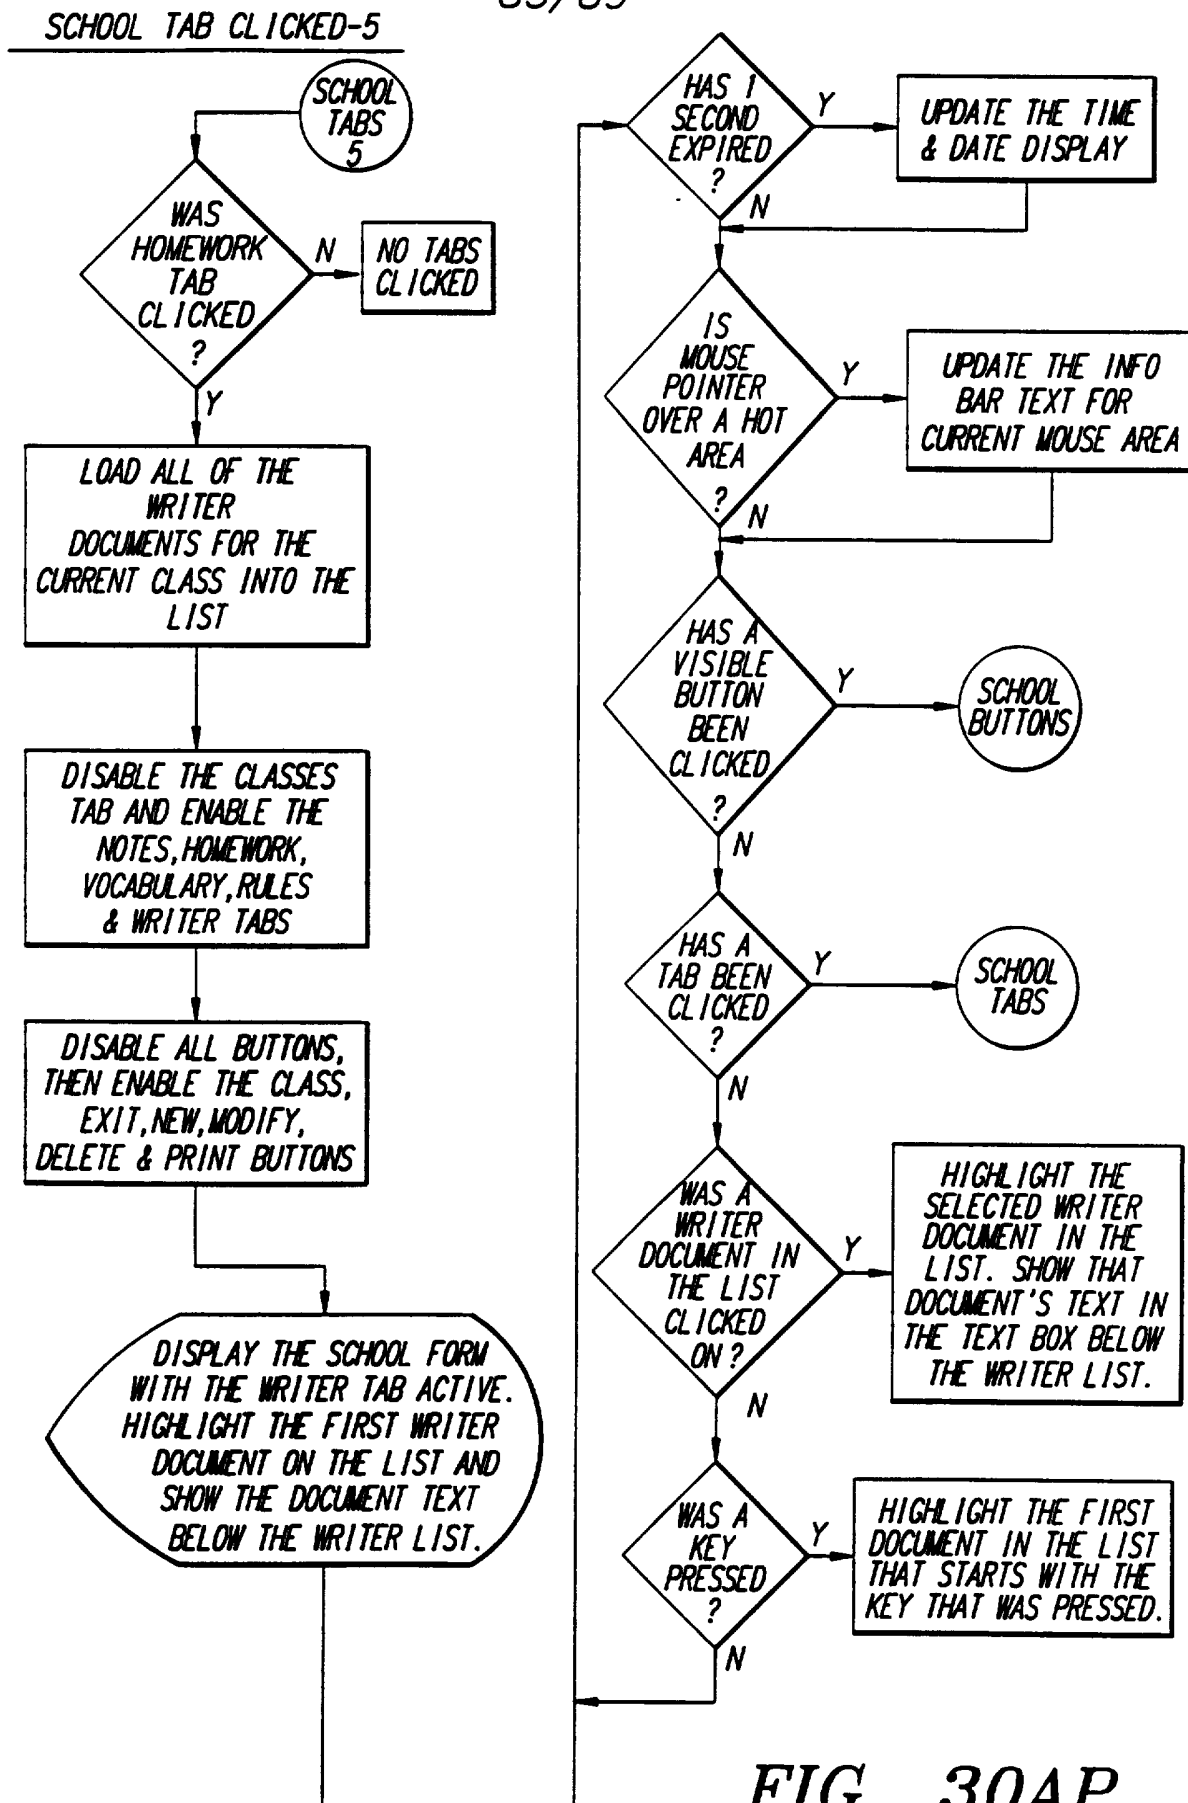 SCHOOL TAB CLICKED-5
SCHOOL
TABS
5
WAS
HOMEWORK
TAB
CLICKED
?
N
NO TABS
CLICKED
Y
LOAD ALL OF THE
WRITER
DOCUMENTS FOR THE
CURRENT CLASS INTO THE
LIST
DISABLE THE CLASSES
TAB AND ENABLE THE
NOTES, HOMEWORK,
VOCABULARY, RULES
& WRITER TABS
DISABLE ALL BUTTONS,
THEN ENABLE THE CLASS,
EXIT, NEW, MODIFY,
DELETE & PRINT BUTTONS
DISPLAY THE SCHOOL FORM
WITH THE WRITER TAB ACTIVE.
HIGHLIGHT THE FIRST WRITER
DOCUMENT ON THE LIST AND
SHOW THE DOCUMENT TEXT
BELOW THE WRITER LIST.
HAS 1
SECOND
EXPIRED
?
Y
UPDATE THE TIME
& DATE DISPLAY
N
IS
MOUSE
POINTER
OVER A HOT
AREA
?
Y
UPDATE THE INFO
BAR TEXT FOR
CURRENT MOUSE AREA
N
HAS A
VISIBLE
BUTTON
BEEN
CLICKED
?
Y
SCHOOL
BUTTONS
N
HAS A
TAB BEEN
CLICKED
?
Y
SCHOOL
TABS
N
WAS A
WRITER
DOCUMENT IN
THE LIST
CLICKED
ON ?
Y
HIGHLIGHT THE
SELECTED WRITER
DOCUMENT IN THE
LIST. SHOW THAT
DOCUMENT'S TEXT IN
THE TEXT BOX BELOW
THE WRITER LIST.
N
WAS A
KEY
PRESSED
?
Y
HIGHLIGHT THE FIRST
DOCUMENT IN THE LIST
THAT STARTS WITH THE
KEY THAT WAS PRESSED.
N
FIG. 30AP